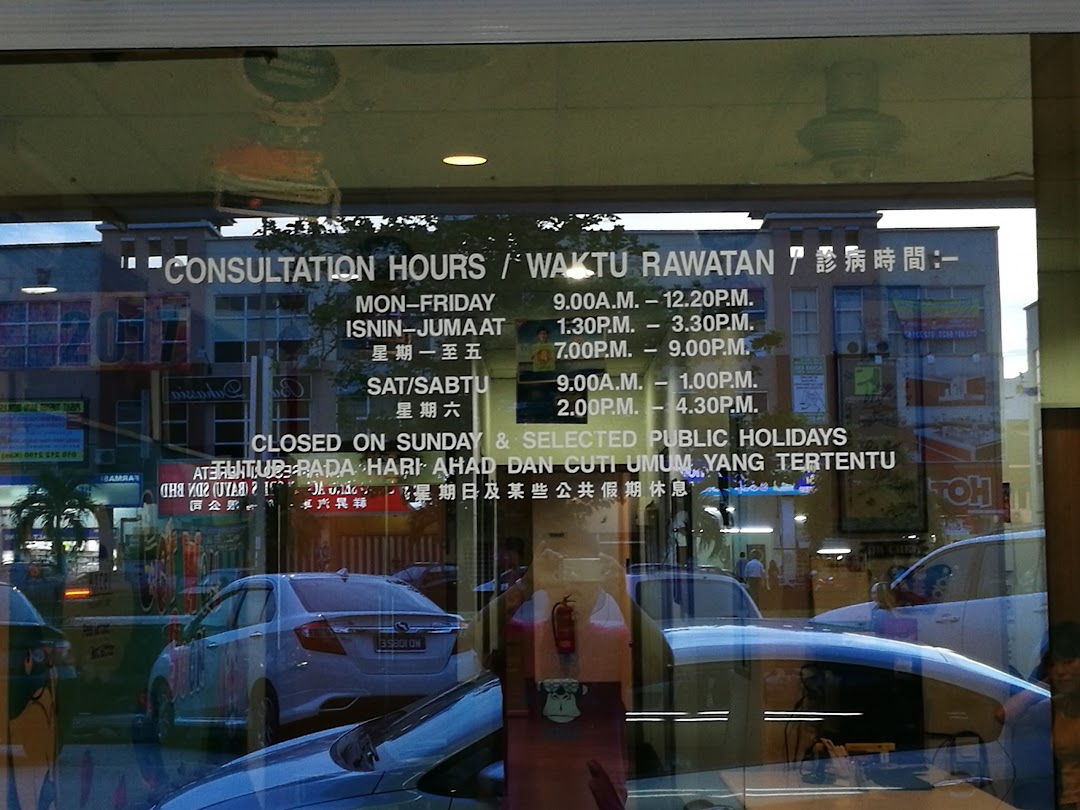 CONSULTATION HOURS / WAKTU RAWATAN / 診病時間:-
MON-FRIDAY 9.00A.M. - 12.20P.M.
ISNIN-JUMAAT 1.30P.M. - 3.30P.M.
星期一至五 7.00P.M. - 9.00P.M.
SAT/SABTU 9.00A.M. - 1.00P.M.
星期六 2.00P.M. - 4.30P.M.
CLOSED ON SUNDAY & SELECTED PUBLIC HOLIDAYS
TUTUP PADA HARI AHAD DAN CUTI UMUM YANG TERTENTU
星期日及某些公共假期休息